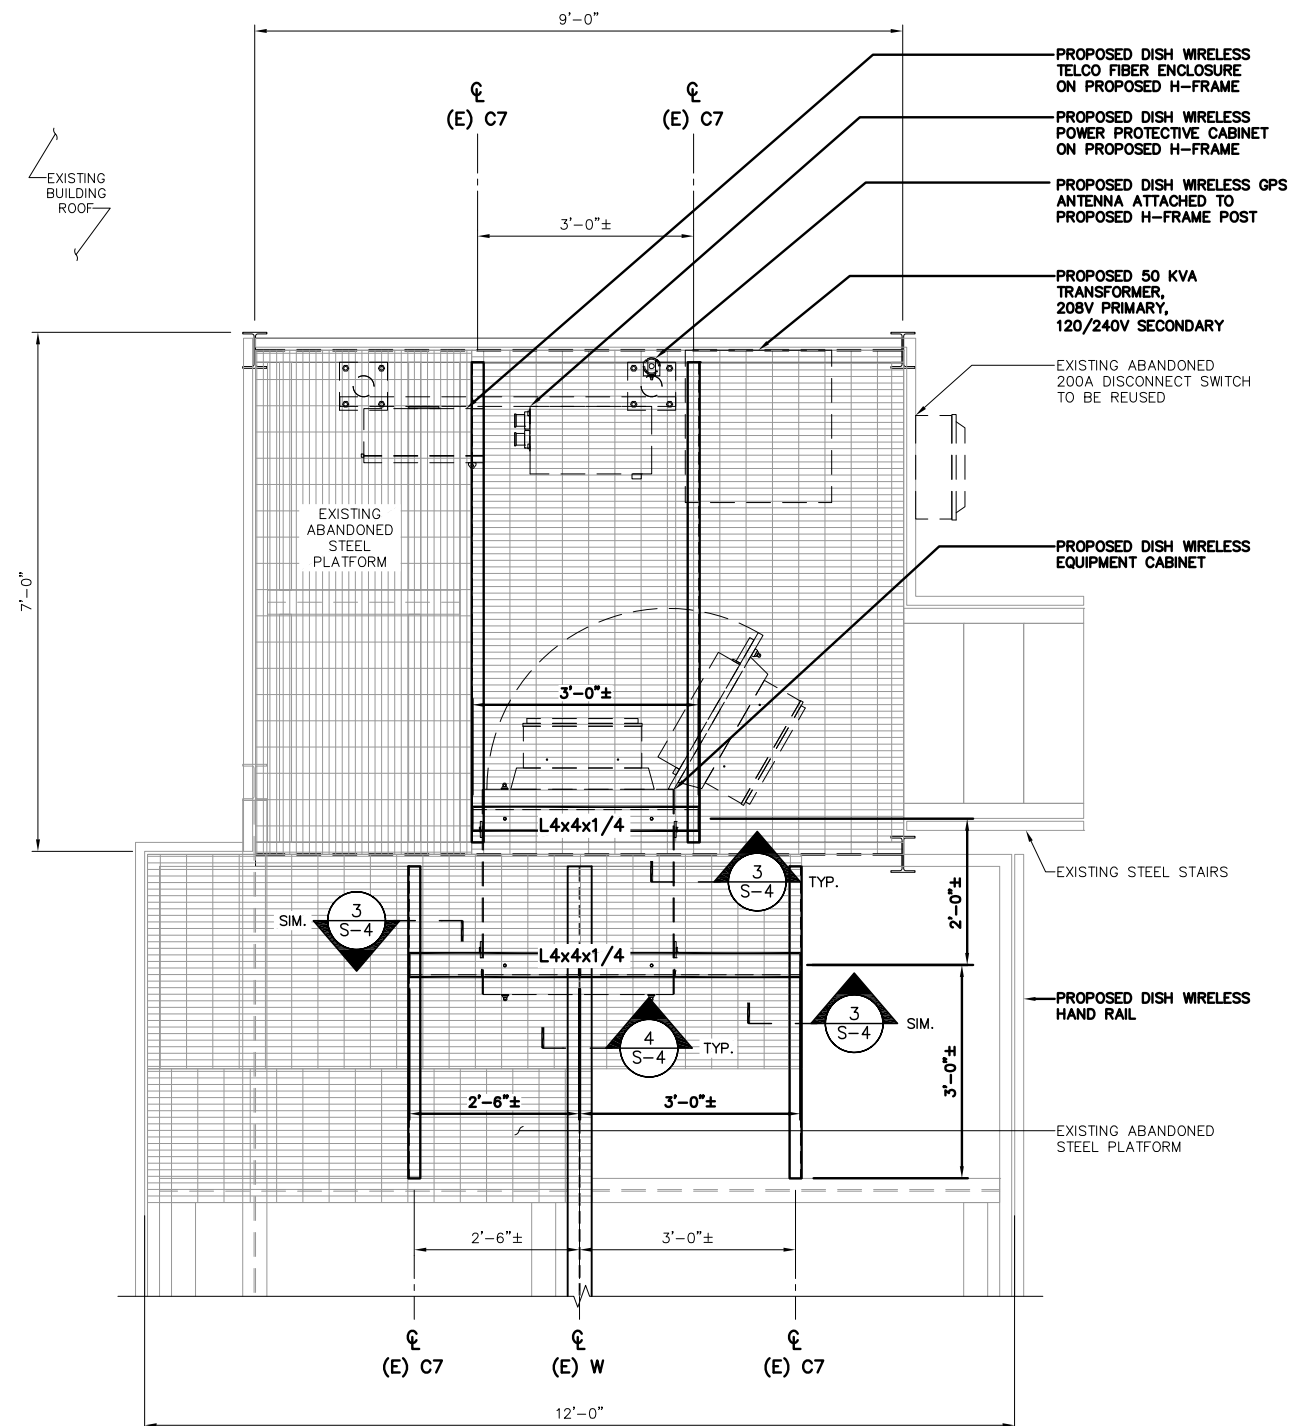 9'-0"
PROPOSED DISH WIRELESS
TELCO FIBER ENCLOSURE
ON PROPOSED H-FRAME
℄
(E) C7
℄
(E) C7
PROPOSED DISH WIRELESS
POWER PROTECTIVE CABINET
ON PROPOSED H-FRAME
EXISTING
BUILDING
ROOF
PROPOSED DISH WIRELESS GPS
ANTENNA ATTACHED TO
PROPOSED H-FRAME POST
3'-0"±
PROPOSED 50 KVA
TRANSFORMER,
208V PRIMARY,
120/240V SECONDARY
EXISTING ABANDONED
200A DISCONNECT SWITCH
TO BE REUSED
EXISTING
ABANDONED
STEEL
PLATFORM
PROPOSED DISH WIRELESS
EQUIPMENT CABINET
7'-0"
3'-0"±
L4x4x1/4
3
S-4
TYP.
EXISTING STEEL STAIRS
2'-0"±
SIM.
3
S-4
L4x4x1/4
PROPOSED DISH WIRELESS
HAND RAIL
3
S-4
SIM.
4
S-4
TYP.
3'-0"±
2'-6"±
3'-0"±
EXISTING ABANDONED
STEEL PLATFORM
2'-6"±
3'-0"±
℄
(E) C7
℄
(E) W
℄
(E) C7
12'-0"